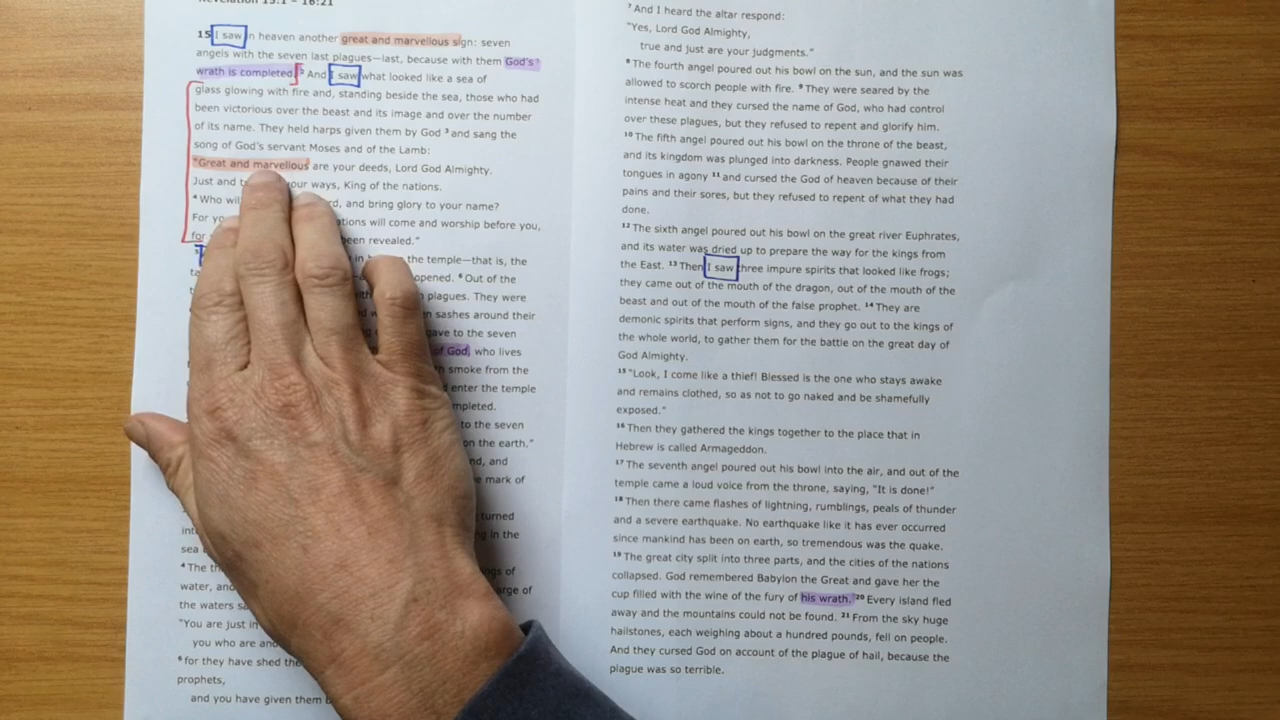 Revelation 15:1 – 16:21
15 I saw in heaven another great and marvellous sign: seven
angels with the seven last plagues—last, because with them God's
wrath is completed. 2 And I saw what looked like a sea of
glass glowing with fire and, standing beside the sea, those who had
been victorious over the beast and its image and over the number
of its name. They held harps given them by God 3 and sang the
song of God's servant Moses and of the Lamb:
"Great and marvellous are your deeds, Lord God Almighty.
Just and your ways, King of the nations.
4 Who and bring glory to your name?
For will come and worship before you,
for been revealed."
in the temple—that is, the
opened. 6 Out of the
plagues. They were
sashes around their
gave to the seven
of God, who lives
smoke from the
enter the temple
to the seven
on the earth."
and
mark of
turned
in the
sea
4 The
of
water,
the waters
"You are just
you who are
6 for they have shed the
prophets,
and you have given them
7 And I heard the altar respond:
"Yes, Lord God Almighty,
true and just are your judgments."
8 The fourth angel poured out his bowl on the sun, and the sun was
allowed to scorch people with fire. 9 They were seared by the
intense heat and they cursed the name of God, who had control
over these plagues, but they refused to repent and glorify him.
10 The fifth angel poured out his bowl on the throne of the beast,
and its kingdom was plunged into darkness. People gnawed their
tongues in agony 11 and cursed the God of heaven because of their
pains and their sores, but they refused to repent of what they had
done.
12 The sixth angel poured out his bowl on the great river Euphrates,
and its water was dried up to prepare the way for the kings from
the East. 13 Then I saw three impure spirits that looked like frogs;
they came out of the mouth of the dragon, out of the mouth of the
beast and out of the mouth of the false prophet. 14 They are
demonic spirits that perform signs, and they go out to the kings of
the whole world, to gather them for the battle on the great day of
God Almighty.
15 "Look, I come like a thief! Blessed is the one who stays awake
and remains clothed, so as not to go naked and be shamefully
exposed."
16 Then they gathered the kings together to the place that in
Hebrew is called Armageddon.
17 The seventh angel poured out his bowl into the air, and out of the
temple came a loud voice from the throne, saying, "It is done!"
18 Then there came flashes of lightning, rumblings, peals of thunder
and a severe earthquake. No earthquake like it has ever occurred
since mankind has been on earth, so tremendous was the quake.
19 The great city split into three parts, and the cities of the nations
collapsed. God remembered Babylon the Great and gave her the
cup filled with the wine of the fury of his wrath. 20 Every island fled
away and the mountains could not be found. 21 From the sky huge
hailstones, each weighing about a hundred pounds, fell on people.
And they cursed God on account of the plague of hail, because the
plague was so terrible.